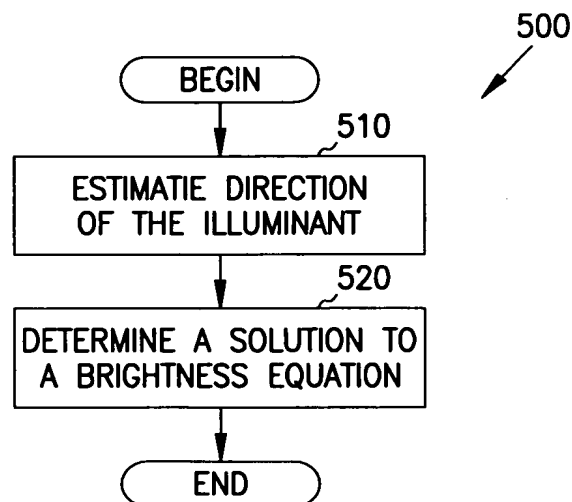 500
BEGIN
510
ESTIMATIE DIRECTION
OF THE ILLUMINANT
520
DETERMINE A SOLUTION TO
A BRIGHTNESS EQUATION
END